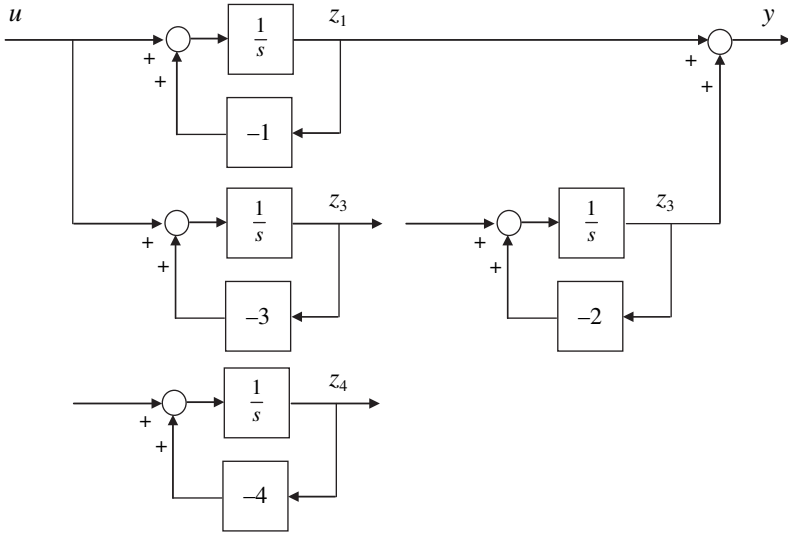 u
z₁
y
1/s
+
+
+
+
–1
z₃
z₃
1/s
1/s
+
+
+
+
–3
–2
z₄
1/s
+
+
–4